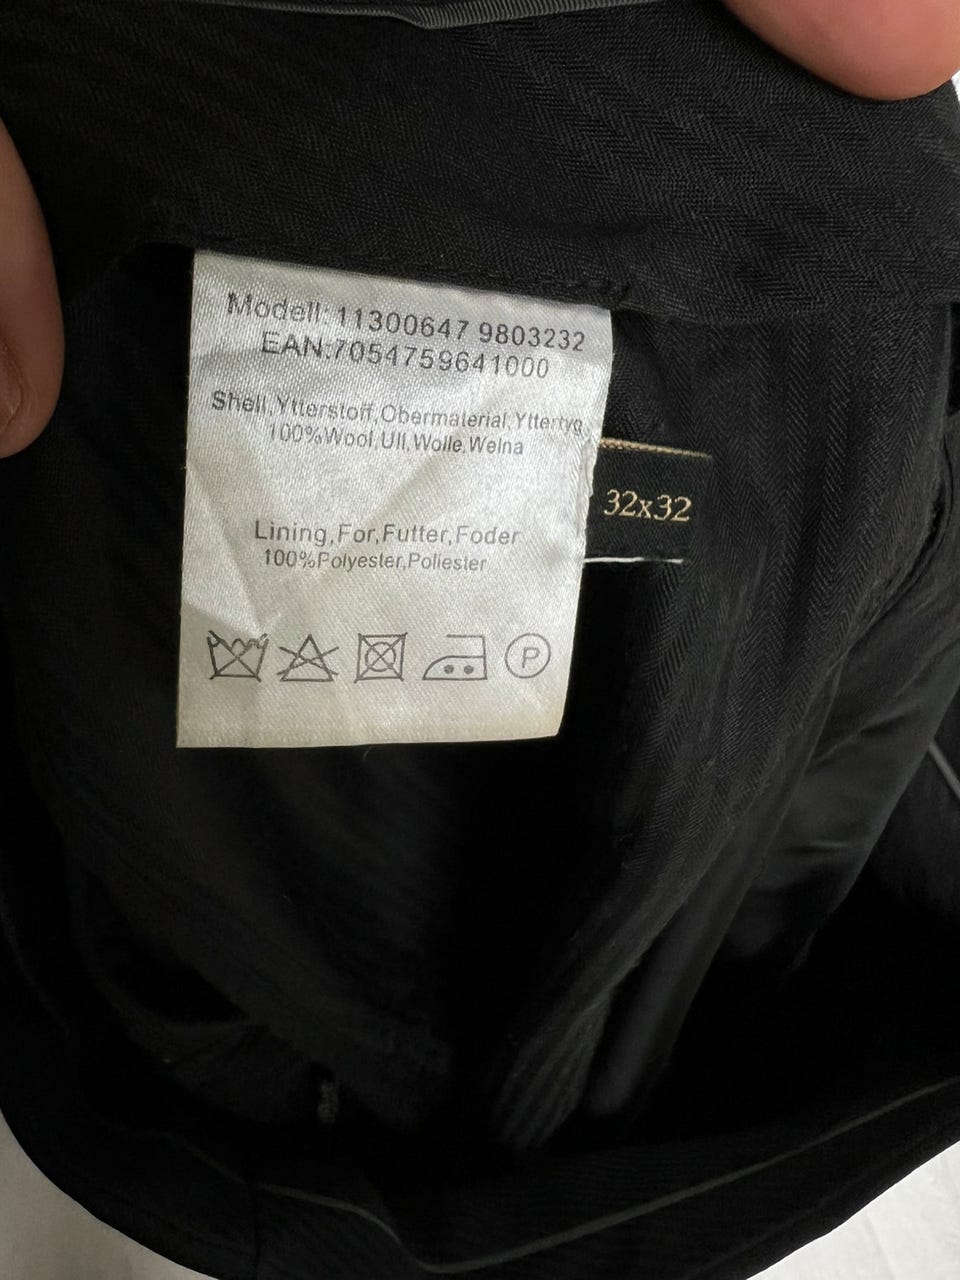 Modell: 11300647 9803232
EAN:7054759641000
Shell,Ytterstoff,Obermaterial,Yttertyg,
100%Wool,Ull,Wolle,Welna
32x32
Lining,For,Futter,Foder
100%Polyester,Poliester
P